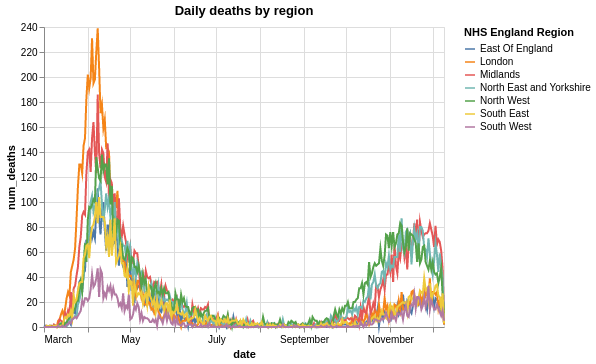 Daily deaths by region
240
220
200
180
160
140
120
100
80
60
40
20
0
num_deaths
March May July September November
date
NHS England Region
East Of England
London
Midlands
North East and Yorkshire
North West
South East
South West